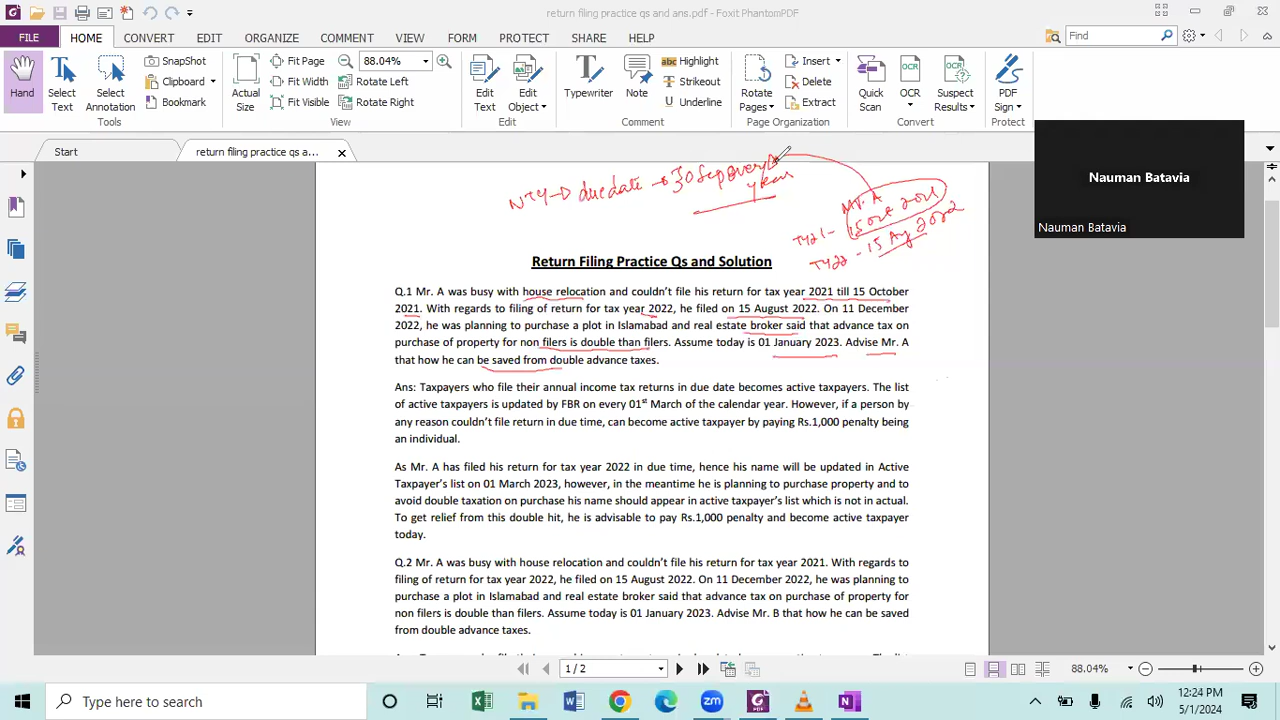 return filing practice qs and ans.pdf - Foxit PhantomPDF
FILE HOME CONVERT EDIT ORGANIZE COMMENT VIEW FORM PROTECT SHARE HELP Find
Hand
Select Text
Select Annotation
SnapShot
Clipboard
Bookmark
Tools
Actual Size
Fit Page
Fit Width
Fit Visible
88.04%
Rotate Left
Rotate Right
View
Edit Text
Edit Object
Edit
Typewriter
Note
Highlight
Strikeout
Underline
Comment
Rotate Pages
Insert
Delete
Extract
Page Organization
Quick Scan
OCR
Suspect Results
Convert
PDF Sign
Protect
Start
return filing practice qs a...
Nauman Batavia
Nauman Batavia
NTY due date → 30 Sep every year
Mr. A
TY21 - 15 Oct 2021
TY22 - 15 Aug 2022
Return Filing Practice Qs and Solution
Q.1 Mr. A was busy with house relocation and couldn't file his return for tax year 2021 till 15 October
2021. With regards to filing of return for tax year 2022, he filed on 15 August 2022. On 11 December
2022, he was planning to purchase a plot in Islamabad and real estate broker said that advance tax on
purchase of property for non filers is double than filers. Assume today is 01 January 2023. Advise Mr. A
that how he can be saved from double advance taxes.
Ans: Taxpayers who file their annual income tax returns in due date becomes active taxpayers. The list
of active taxpayers is updated by FBR on every 01st March of the calendar year. However, if a person by
any reason couldn't file return in due time, can become active taxpayer by paying Rs.1,000 penalty being
an individual.
As Mr. A has filed his return for tax year 2022 in due time, hence his name will be updated in Active
Taxpayer's list on 01 March 2023, however, in the meantime he is planning to purchase property and to
avoid double taxation on purchase his name should appear in active taxpayer's list which is not in actual.
To get relief from this double hit, he is advisable to pay Rs.1,000 penalty and become active taxpayer
today.
Q.2 Mr. A was busy with house relocation and couldn't file his return for tax year 2021. With regards to
filing of return for tax year 2022, he filed on 15 August 2022. On 11 December 2022, he was planning to
purchase a plot in Islamabad and real estate broker said that advance tax on purchase of property for
non filers is double than filers. Assume today is 01 January 2023. Advise Mr. B that how he can be saved
from double advance taxes.
1 / 2
88.04%
Type here to search
12:24 PM
5/1/2024